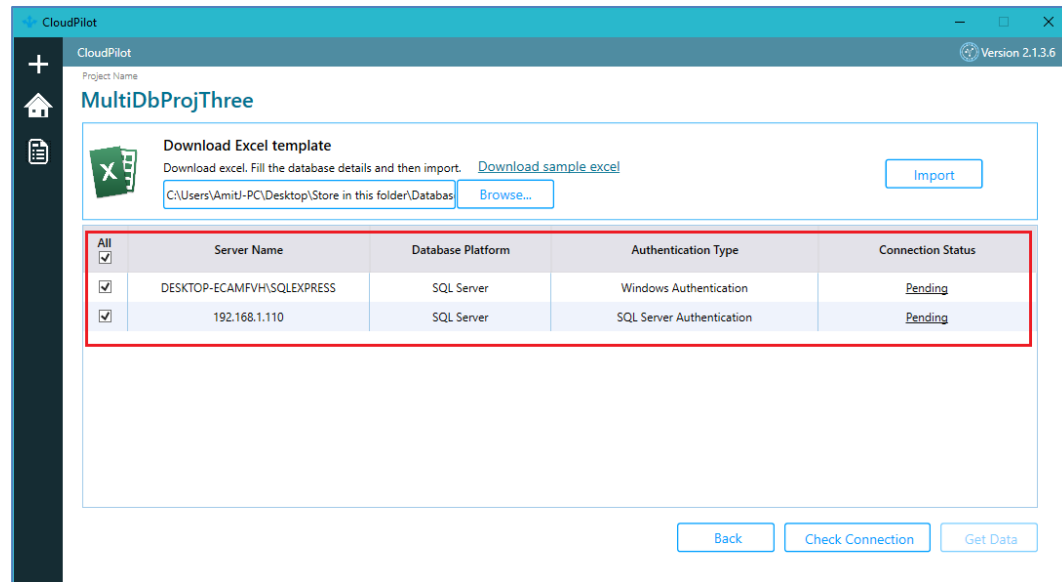 CloudPilot
CloudPilot
Version 2.1.3.6
Project Name
MultiDbProjThree
Download Excel template
Download excel. Fill the database details and then import. Download sample excel
C:\Users\AmitJ-PC\Desktop\Store in this folder\Databas
Browse...
Import
All Server Name Database Platform Authentication Type Connection Status
DESKTOP-ECAMFVH\SQLEXPRESS SQL Server Windows Authentication Pending
192.168.1.110 SQL Server SQL Server Authentication Pending
Back Check Connection Get Data